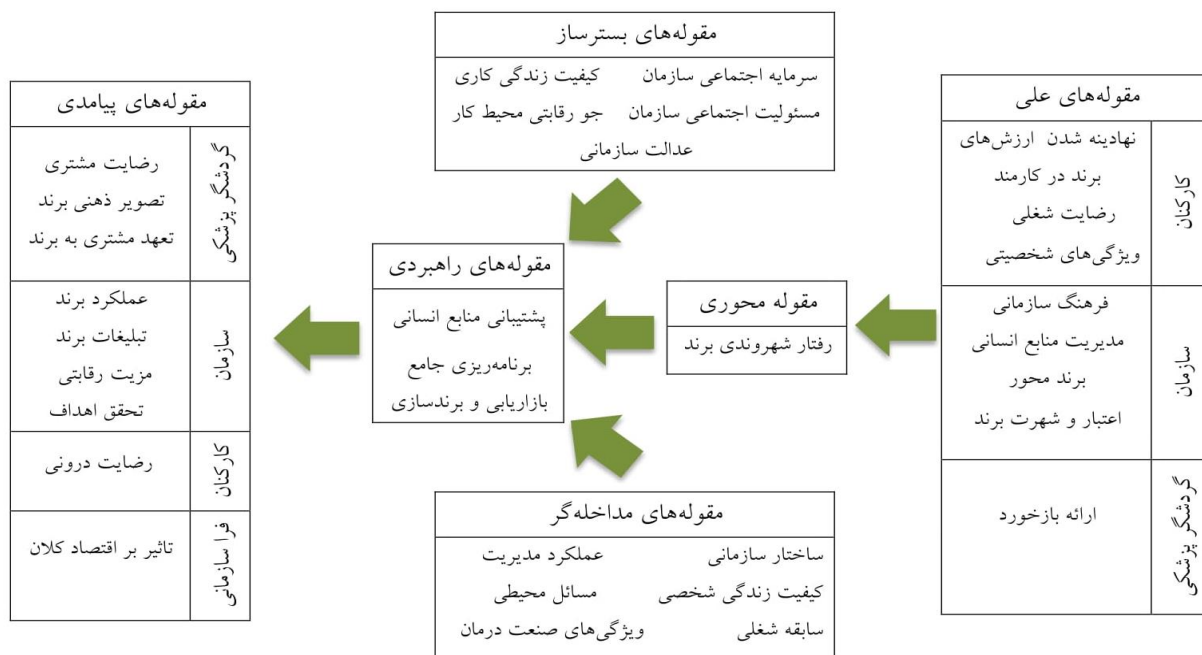 مقوله‌های بسترساز
سرمایه اجتماعی سازمان کیفیت زندگی کاری
مسئولیت اجتماعی سازمان جو رقابتی محیط کار
عدالت سازمانی
مقوله‌های علی
کارکنان
نهادینه شدن ارزش‌های
برند در کارمند
رضایت شغلی
ویژگی‌های شخصیتی
سازمان
فرهنگ سازمانی
مدیریت منابع انسانی
برند محور
اعتبار و شهرت برند
گردشگر پزشکی
ارائه بازخورد
مقوله محوری
رفتار شهروندی برند
مقوله‌های راهبردی
پشتیبانی منابع انسانی
برنامه‌ریزی جامع
بازاریابی و برندسازی
مقوله‌های مداخله‌گر
ساختار سازمانی عملکرد مدیریت
کیفیت زندگی شخصی مسائل محیطی
سابقه شغلی ویژگی‌های صنعت درمان
مقوله‌های پیامدی
گردشگر پزشکی
رضایت مشتری
تصویر ذهنی برند
تعهد مشتری به برند
سازمان
عملکرد برند
تبلیغات برند
مزیت رقابتی
تحقق اهداف
کارکنان
رضایت درونی
فرا سازمانی
تاثیر بر اقتصاد کلان